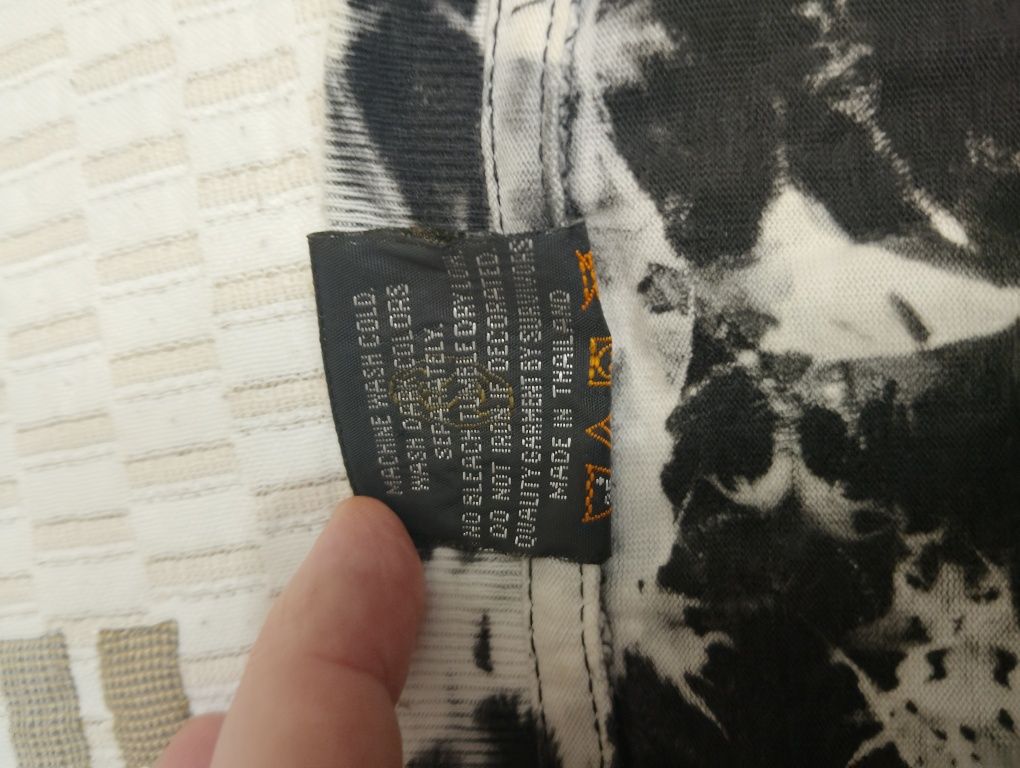 MACHINE WASH COLD
WASH DARK COLORS
SEPARATELY
NO BLEACH TUMBLE DRY LOW
DO NOT IRON IF DECORATED
QUALITY GARMENT BY
MADE IN THAILAND